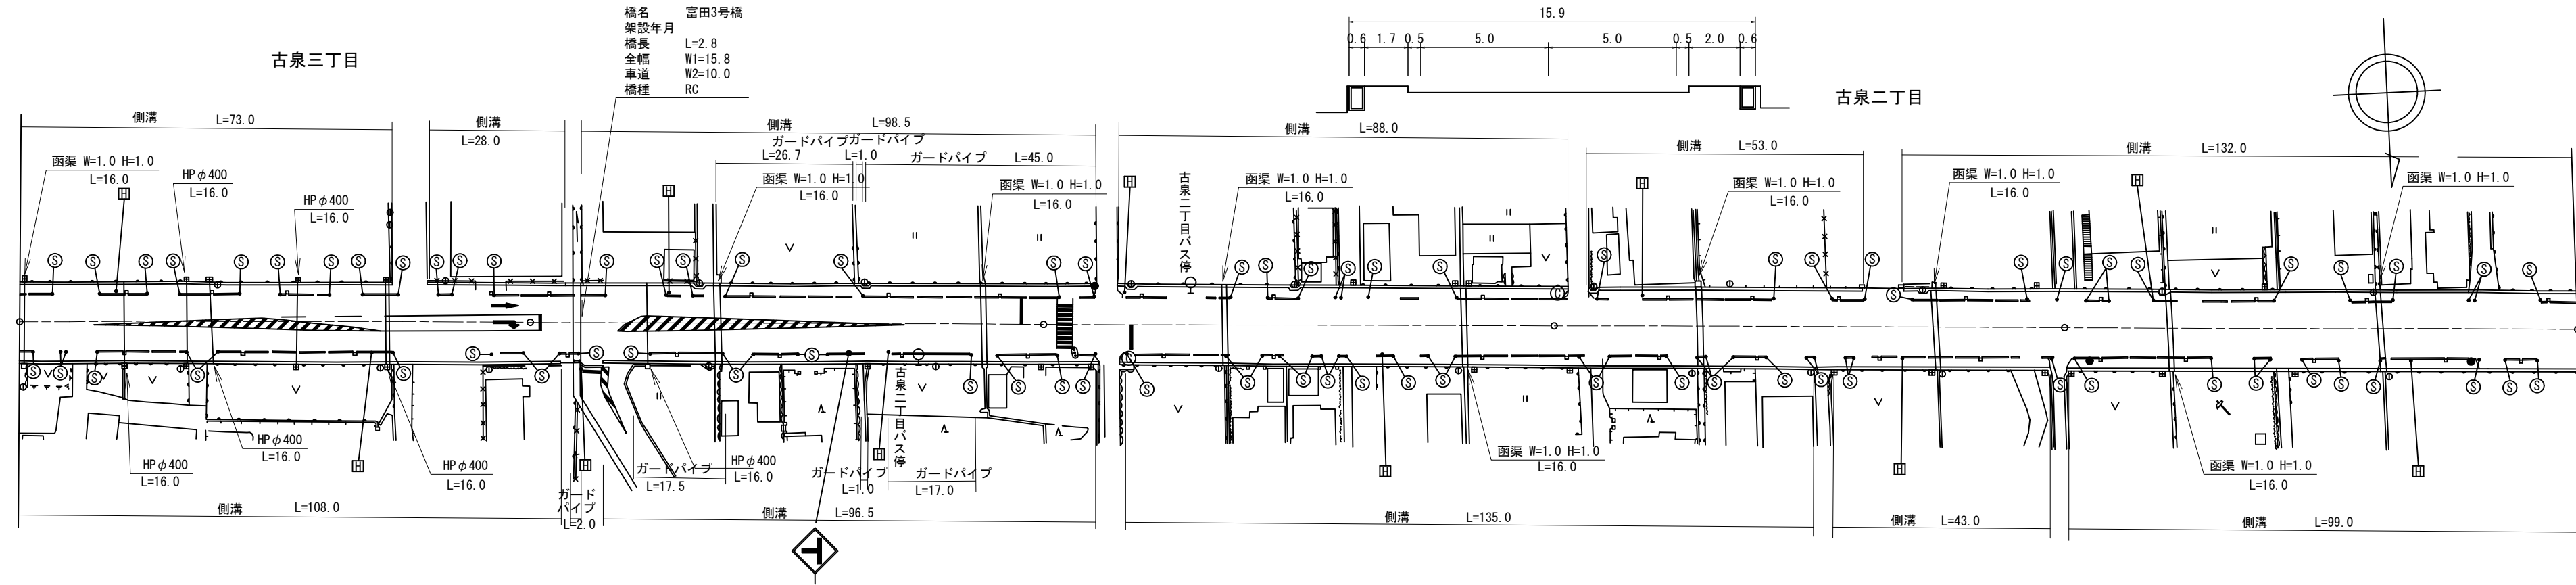 橋名 富田3号橋
架設年月
橋長 L=2.8
全幅 W1=15.8
車道 W2=10.0
橋種 RC
15.9
0.6 1.7 0.5 5.0 5.0 0.5 2.0 0.6
古泉三丁目
古泉二丁目
側溝 L=73.0
側溝
L=28.0
側溝 L=98.5
側溝 L=88.0
側溝 L=53.0
側溝 L=132.0
ガードパイプ
L=26.7
ガードパイプ
L=1.0
ガードパイプ L=45.0
函渠 W=1.0 H=1.0
L=16.0
HPφ400
L=16.0
HPφ400
L=16.0
函渠 W=1.0 H=1.0
L=16.0
函渠 W=1.0 H=1.0
L=16.0
古泉二丁目バス停
函渠 W=1.0 H=1.0
L=16.0
函渠 W=1.0 H=1.0
L=16.0
函渠 W=1.0 H=1.0
L=16.0
函渠 W=1.0 H=1.0
H H H H H
S S S S S S S S S S S S S S S S S S S S S S S S S S S S S S S S S S S S S S S
S S S S S S S S S S S S S S S S S S S S S S S S S S S S S S S S S S S S S
HPφ400
L=16.0
HPφ400
L=16.0
HPφ400
L=16.0
ガードパイプ
L=17.5
HPφ400
L=16.0
ガードパイプ
L=1.0
古泉二丁目バス停
ガードパイプ
L=17.0
函渠 W=1.0 H=1.0
L=16.0
函渠 W=1.0 H=1.0
L=16.0
H H H H H H
側溝 L=108.0
ガード
パイプ
L=2.0
側溝 L=96.5
側溝 L=135.0
側溝 L=43.0
側溝 L=99.0